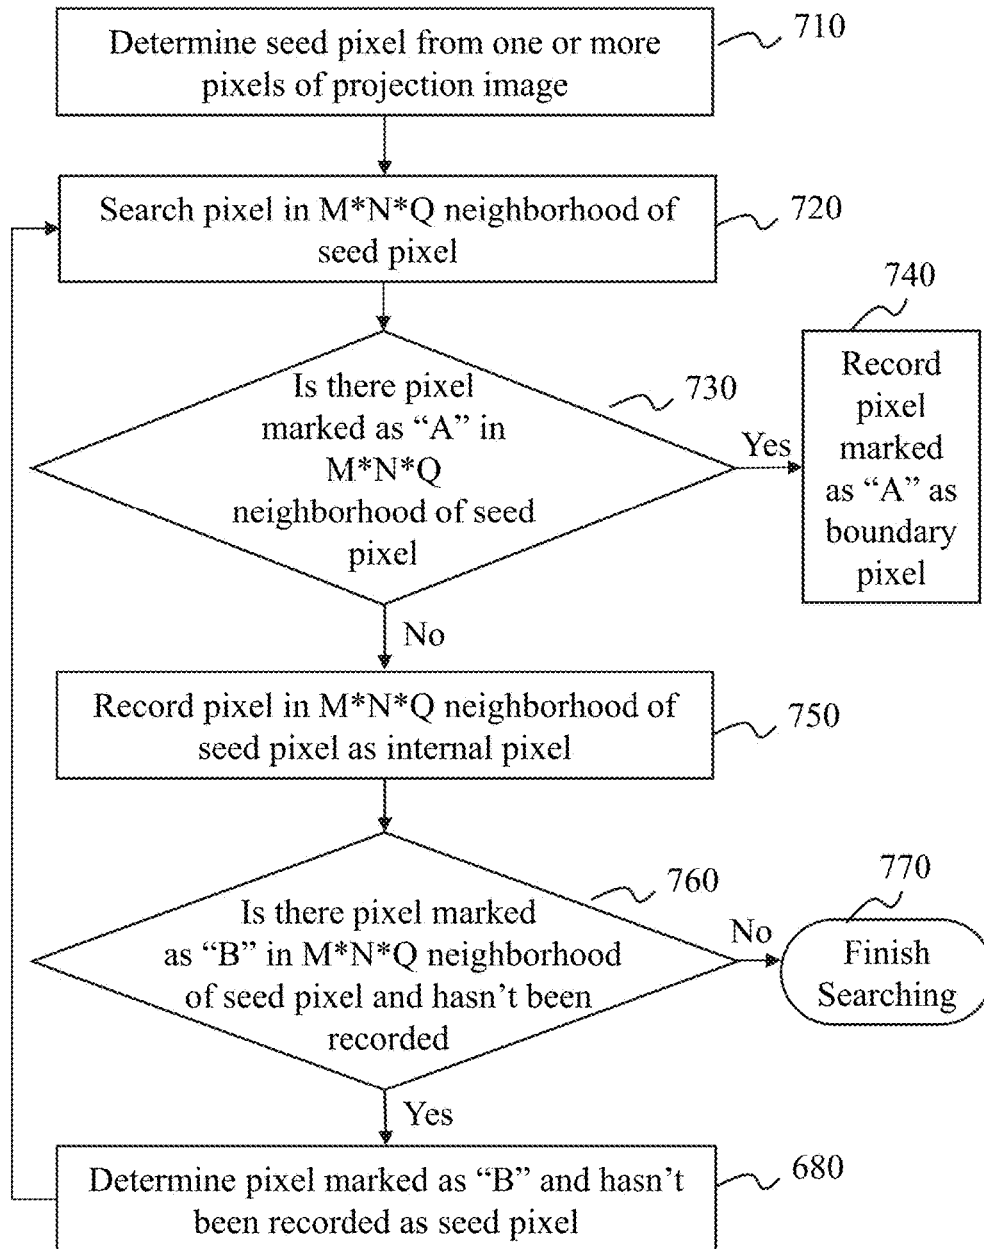 Determine seed pixel from one or more
pixels of projection image
710
Search pixel in M*N*Q neighborhood of
seed pixel
720
Is there pixel
marked as “A” in
M*N*Q
neighborhood of seed
pixel
730
Yes
740
Record
pixel
marked
as “A” as
boundary
pixel
No
Record pixel in M*N*Q neighborhood of
seed pixel as internal pixel
750
Is there pixel marked
as “B” in M*N*Q neighborhood
of seed pixel and hasn’t been
recorded
760
No
770
Finish
Searching
Yes
Determine pixel marked as “B” and hasn’t
been recorded as seed pixel
680